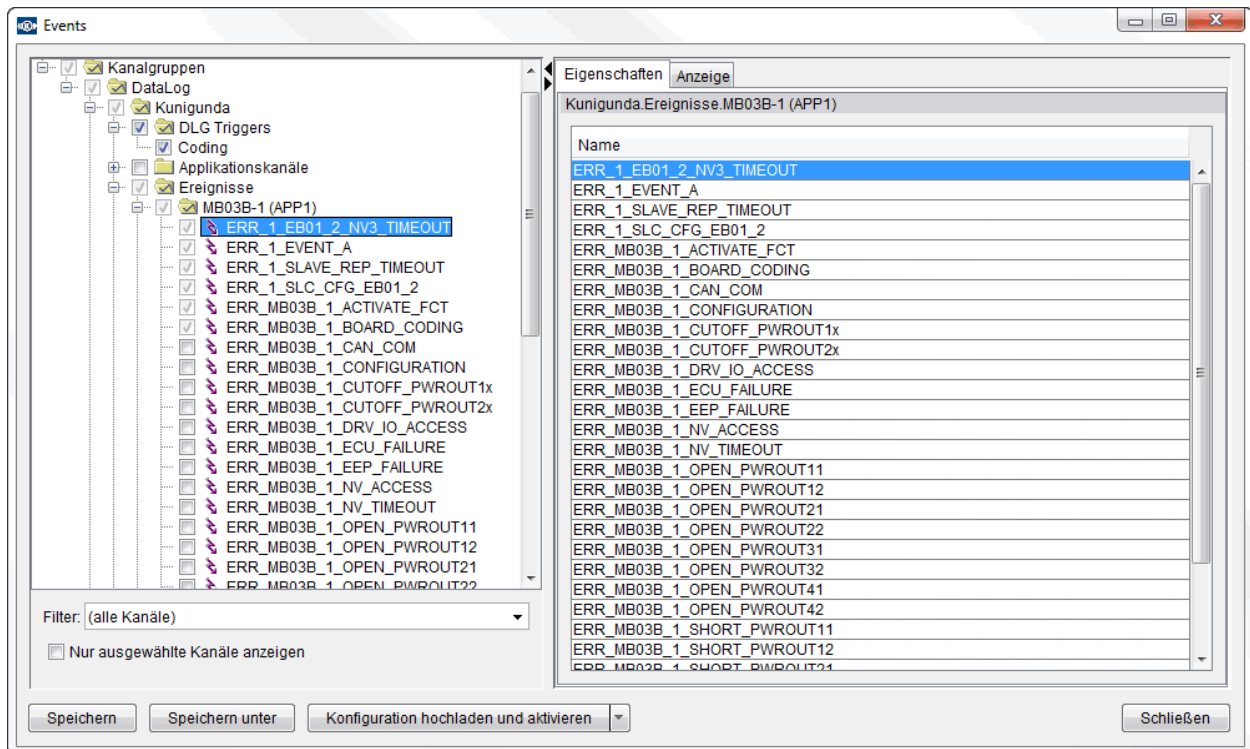 Events
Kanalgruppen
DataLog
Kunigunda
DLG Triggers
Coding
Applikationskanäle
Ereignisse
MB03B-1 (APP1)
ERR_1_EB01_2_NV3_TIMEOUT
ERR_1_EVENT_A
ERR_1_SLAVE_REP_TIMEOUT
ERR_1_SLC_CFG_EB01_2
ERR_MB03B_1_ACTIVATE_FCT
ERR_MB03B_1_BOARD_CODING
ERR_MB03B_1_CAN_COM
ERR_MB03B_1_CONFIGURATION
ERR_MB03B_1_CUTOFF_PWROUT1x
ERR_MB03B_1_CUTOFF_PWROUT2x
ERR_MB03B_1_DRV_IO_ACCESS
ERR_MB03B_1_ECU_FAILURE
ERR_MB03B_1_EEP_FAILURE
ERR_MB03B_1_NV_ACCESS
ERR_MB03B_1_NV_TIMEOUT
ERR_MB03B_1_OPEN_PWROUT11
ERR_MB03B_1_OPEN_PWROUT12
ERR_MB03B_1_OPEN_PWROUT21
ERR_MB03B_1_OPEN_PWROUT22
Filter: (alle Kanäle)
Nur ausgewählte Kanäle anzeigen
Eigenschaften Anzeige
Kunigunda.Ereignisse.MB03B-1 (APP1)
Name
ERR_1_EB01_2_NV3_TIMEOUT
ERR_1_EVENT_A
ERR_1_SLAVE_REP_TIMEOUT
ERR_1_SLC_CFG_EB01_2
ERR_MB03B_1_ACTIVATE_FCT
ERR_MB03B_1_BOARD_CODING
ERR_MB03B_1_CAN_COM
ERR_MB03B_1_CONFIGURATION
ERR_MB03B_1_CUTOFF_PWROUT1x
ERR_MB03B_1_CUTOFF_PWROUT2x
ERR_MB03B_1_DRV_IO_ACCESS
ERR_MB03B_1_ECU_FAILURE
ERR_MB03B_1_EEP_FAILURE
ERR_MB03B_1_NV_ACCESS
ERR_MB03B_1_NV_TIMEOUT
ERR_MB03B_1_OPEN_PWROUT11
ERR_MB03B_1_OPEN_PWROUT12
ERR_MB03B_1_OPEN_PWROUT21
ERR_MB03B_1_OPEN_PWROUT22
ERR_MB03B_1_OPEN_PWROUT31
ERR_MB03B_1_OPEN_PWROUT32
ERR_MB03B_1_OPEN_PWROUT41
ERR_MB03B_1_OPEN_PWROUT42
ERR_MB03B_1_SHORT_PWROUT11
ERR_MB03B_1_SHORT_PWROUT12
ERR_MB03B_1_SHORT_PWROUT21
Speichern Speichern unter Konfiguration hochladen und aktivieren Schließen